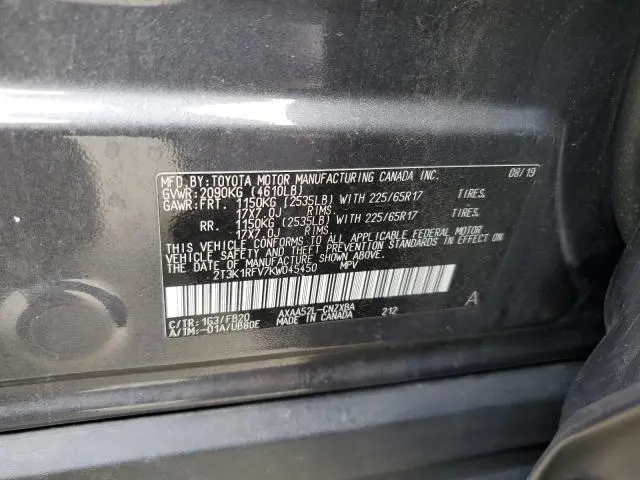 MFD.BY:TOYOTA MOTOR MANUFACTURING CANADA INC. 08/19
GVWR:2090KG (4610LB)
GAWR:FRT. 1150KG (2535LB) WITH 225/65R17 TIRES,
17X7.0J RIMS.
RR. 1150KG (2535LB) WITH 225/65R17 TIRES,
17X7.0J RIMS.
THIS VEHICLE CONFORMS TO ALL APPLICABLE FEDERAL MOTOR
VEHICLE SAFETY AND THEFT PREVENTION STANDARDS IN EFFECT ON
THE DATE OF MANUFACTURE SHOWN ABOVE.
2T3K1RFV7KW045450 MPV
C/TR:1G3/FB20 AXAA52L-CNZXBA 212 A
A/TM:-01A/UB80E MADE IN CANADA